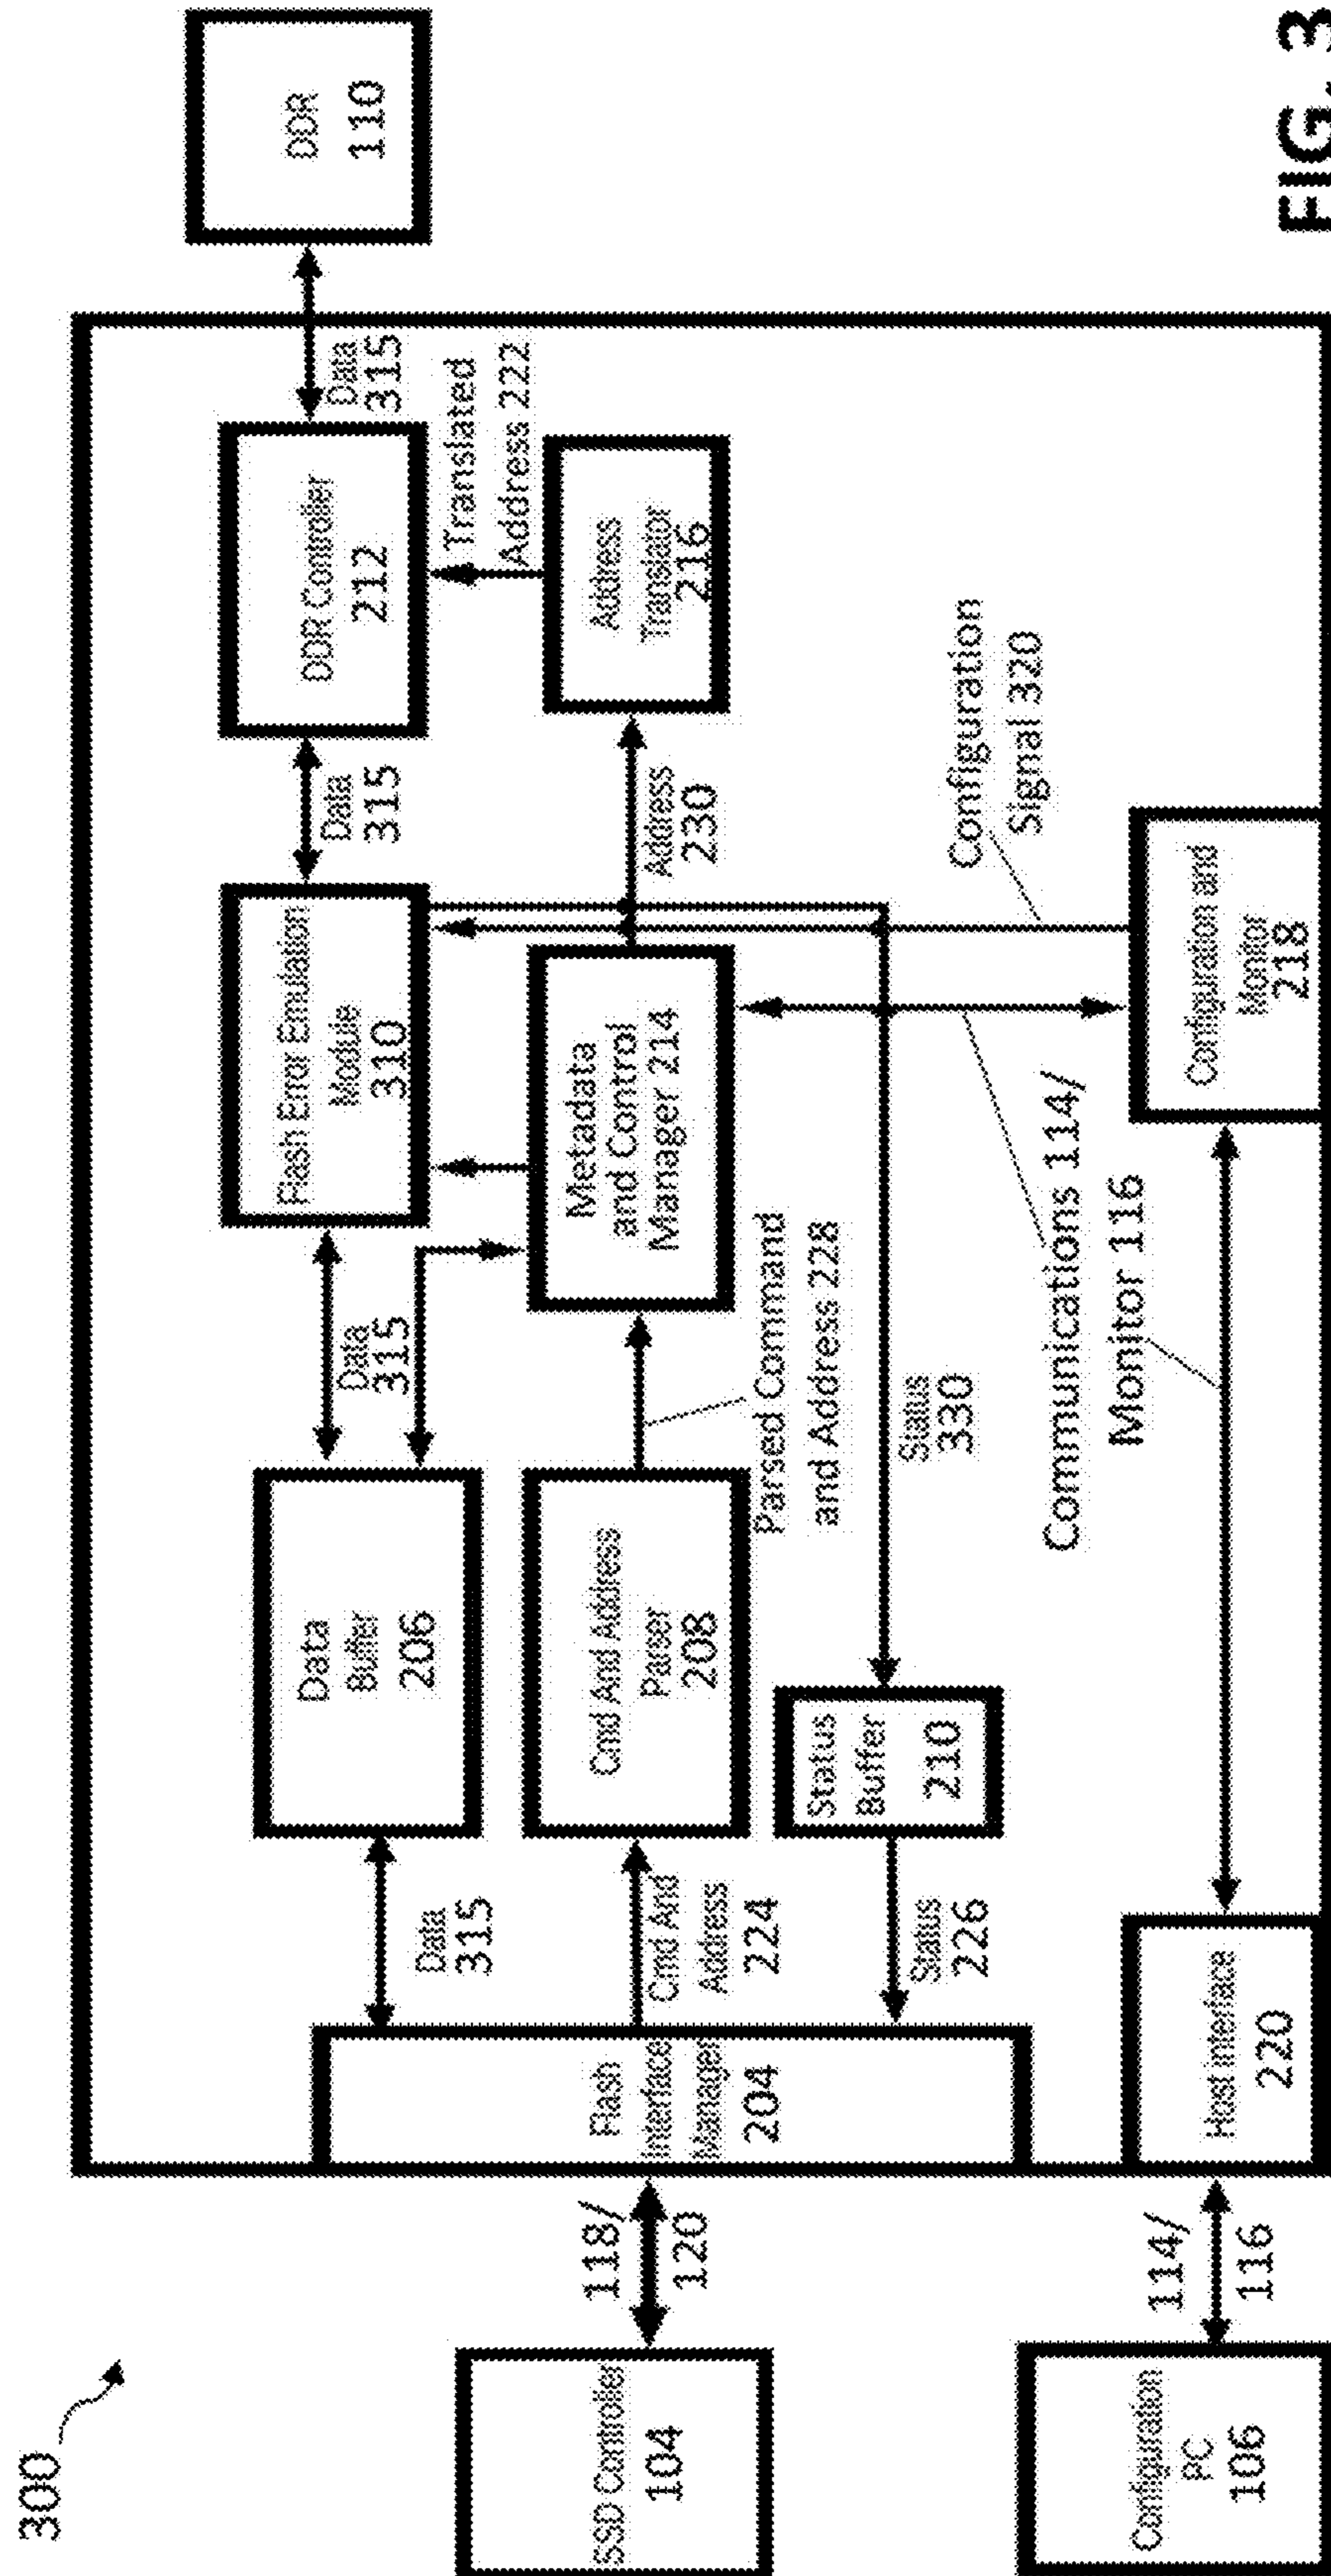 300
SSD Controller
104
Configuration
PC
106
118/
120
114/
116
Flash
Interface
Manager
204
Host Interface
220
Data
315
Cmd And
Address
224
Status
226
Data
Buffer
206
Cmd And Address
Parser
208
Status
Buffer
210
Data
315
Parsed Command
and Address 228
Status
330
Communications 114/
Monitor 116
Flash Error Emulation
Module
310
Metadata
and Control
Manager 214
Configuration and
Monitor
218
Data
315
Address
230
Configuration
Signal 320
DDR Controller
212
Address
Translator
216
Translated
Address 222
Data
315
DDR
110
FIG. 3